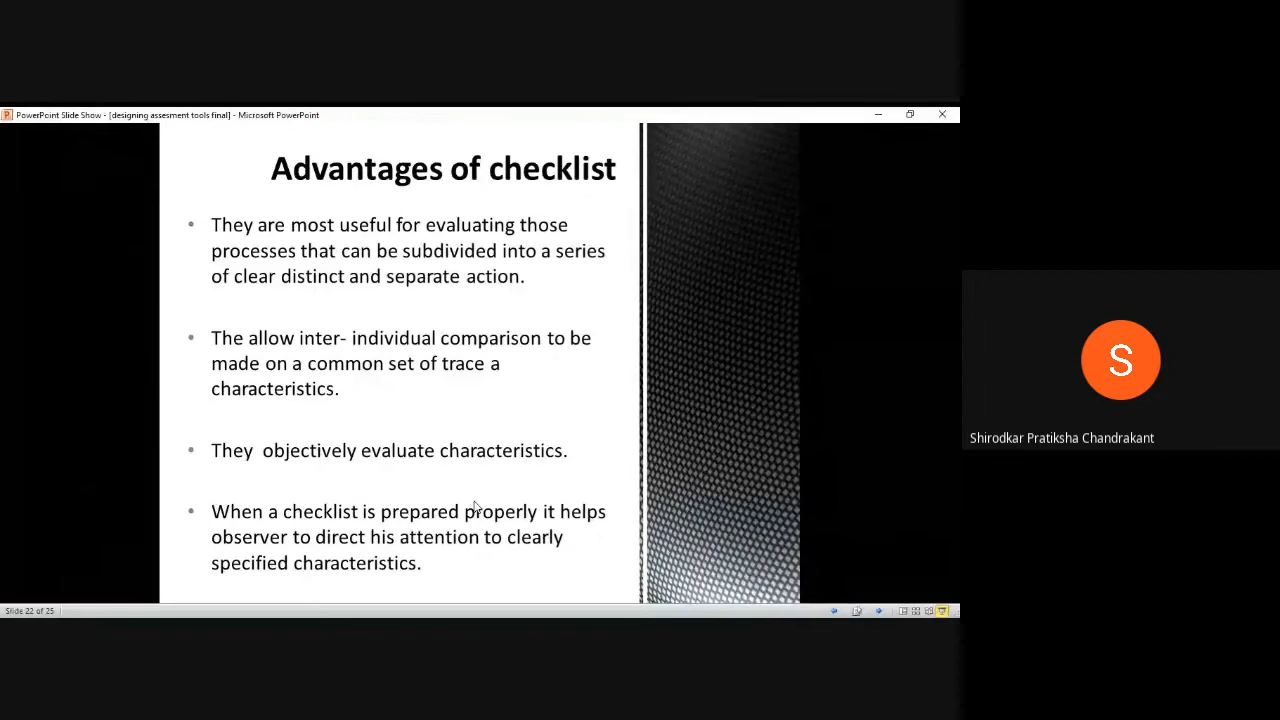 PowerPoint Slide Show - [designing assesment tools final] - Microsoft PowerPoint
Advantages of checklist
• They are most useful for evaluating those
processes that can be subdivided into a series
of clear distinct and separate action.
• The allow inter- individual comparison to be
made on a common set of trace a
characteristics.
• They objectively evaluate characteristics.
• When a checklist is prepared properly it helps
observer to direct his attention to clearly
specified characteristics.
Slide 22 of 25
S
Shirodkar Pratiksha Chandrakant